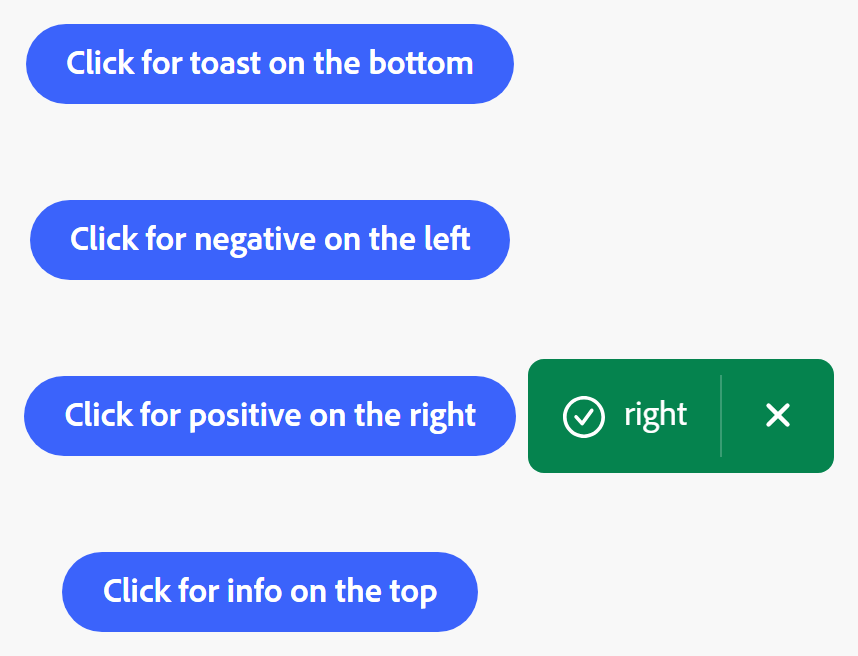 Click for toast on the bottom
Click for negative on the left
Click for positive on the right
right
Click for info on the top